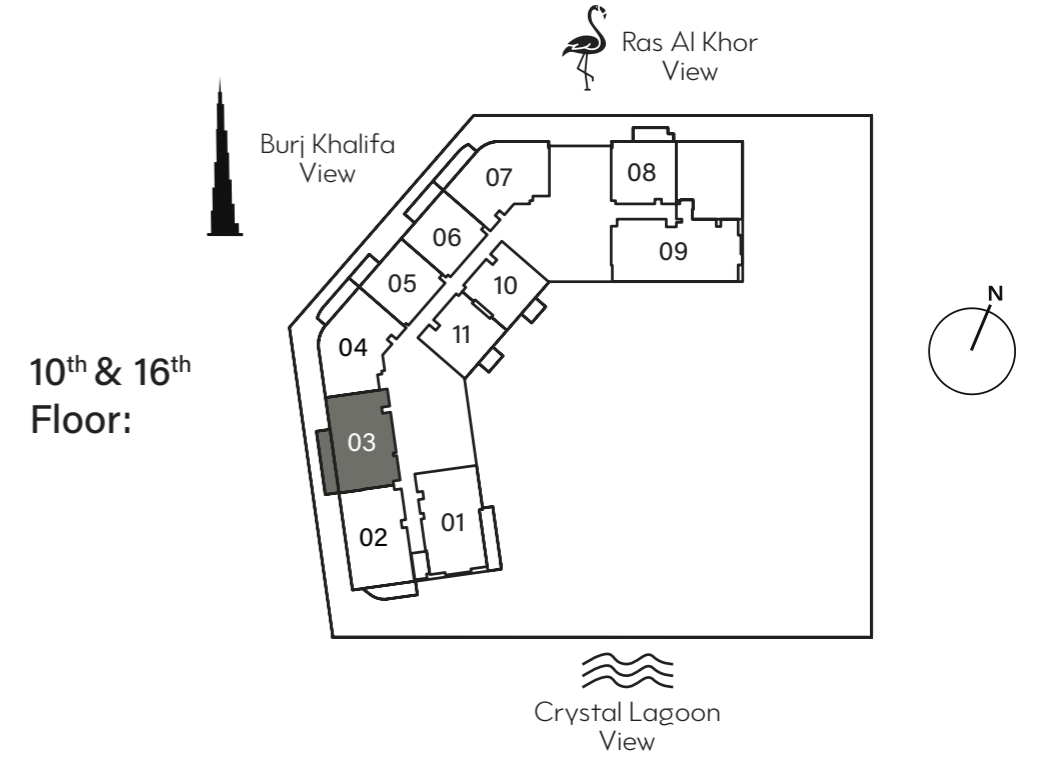 Ras Al Khor
View
Burj Khalifa
View
07
08
06
09
05
10
N
04
11
10th & 16th
Floor:
03
02
01
Crystal Lagoon
View